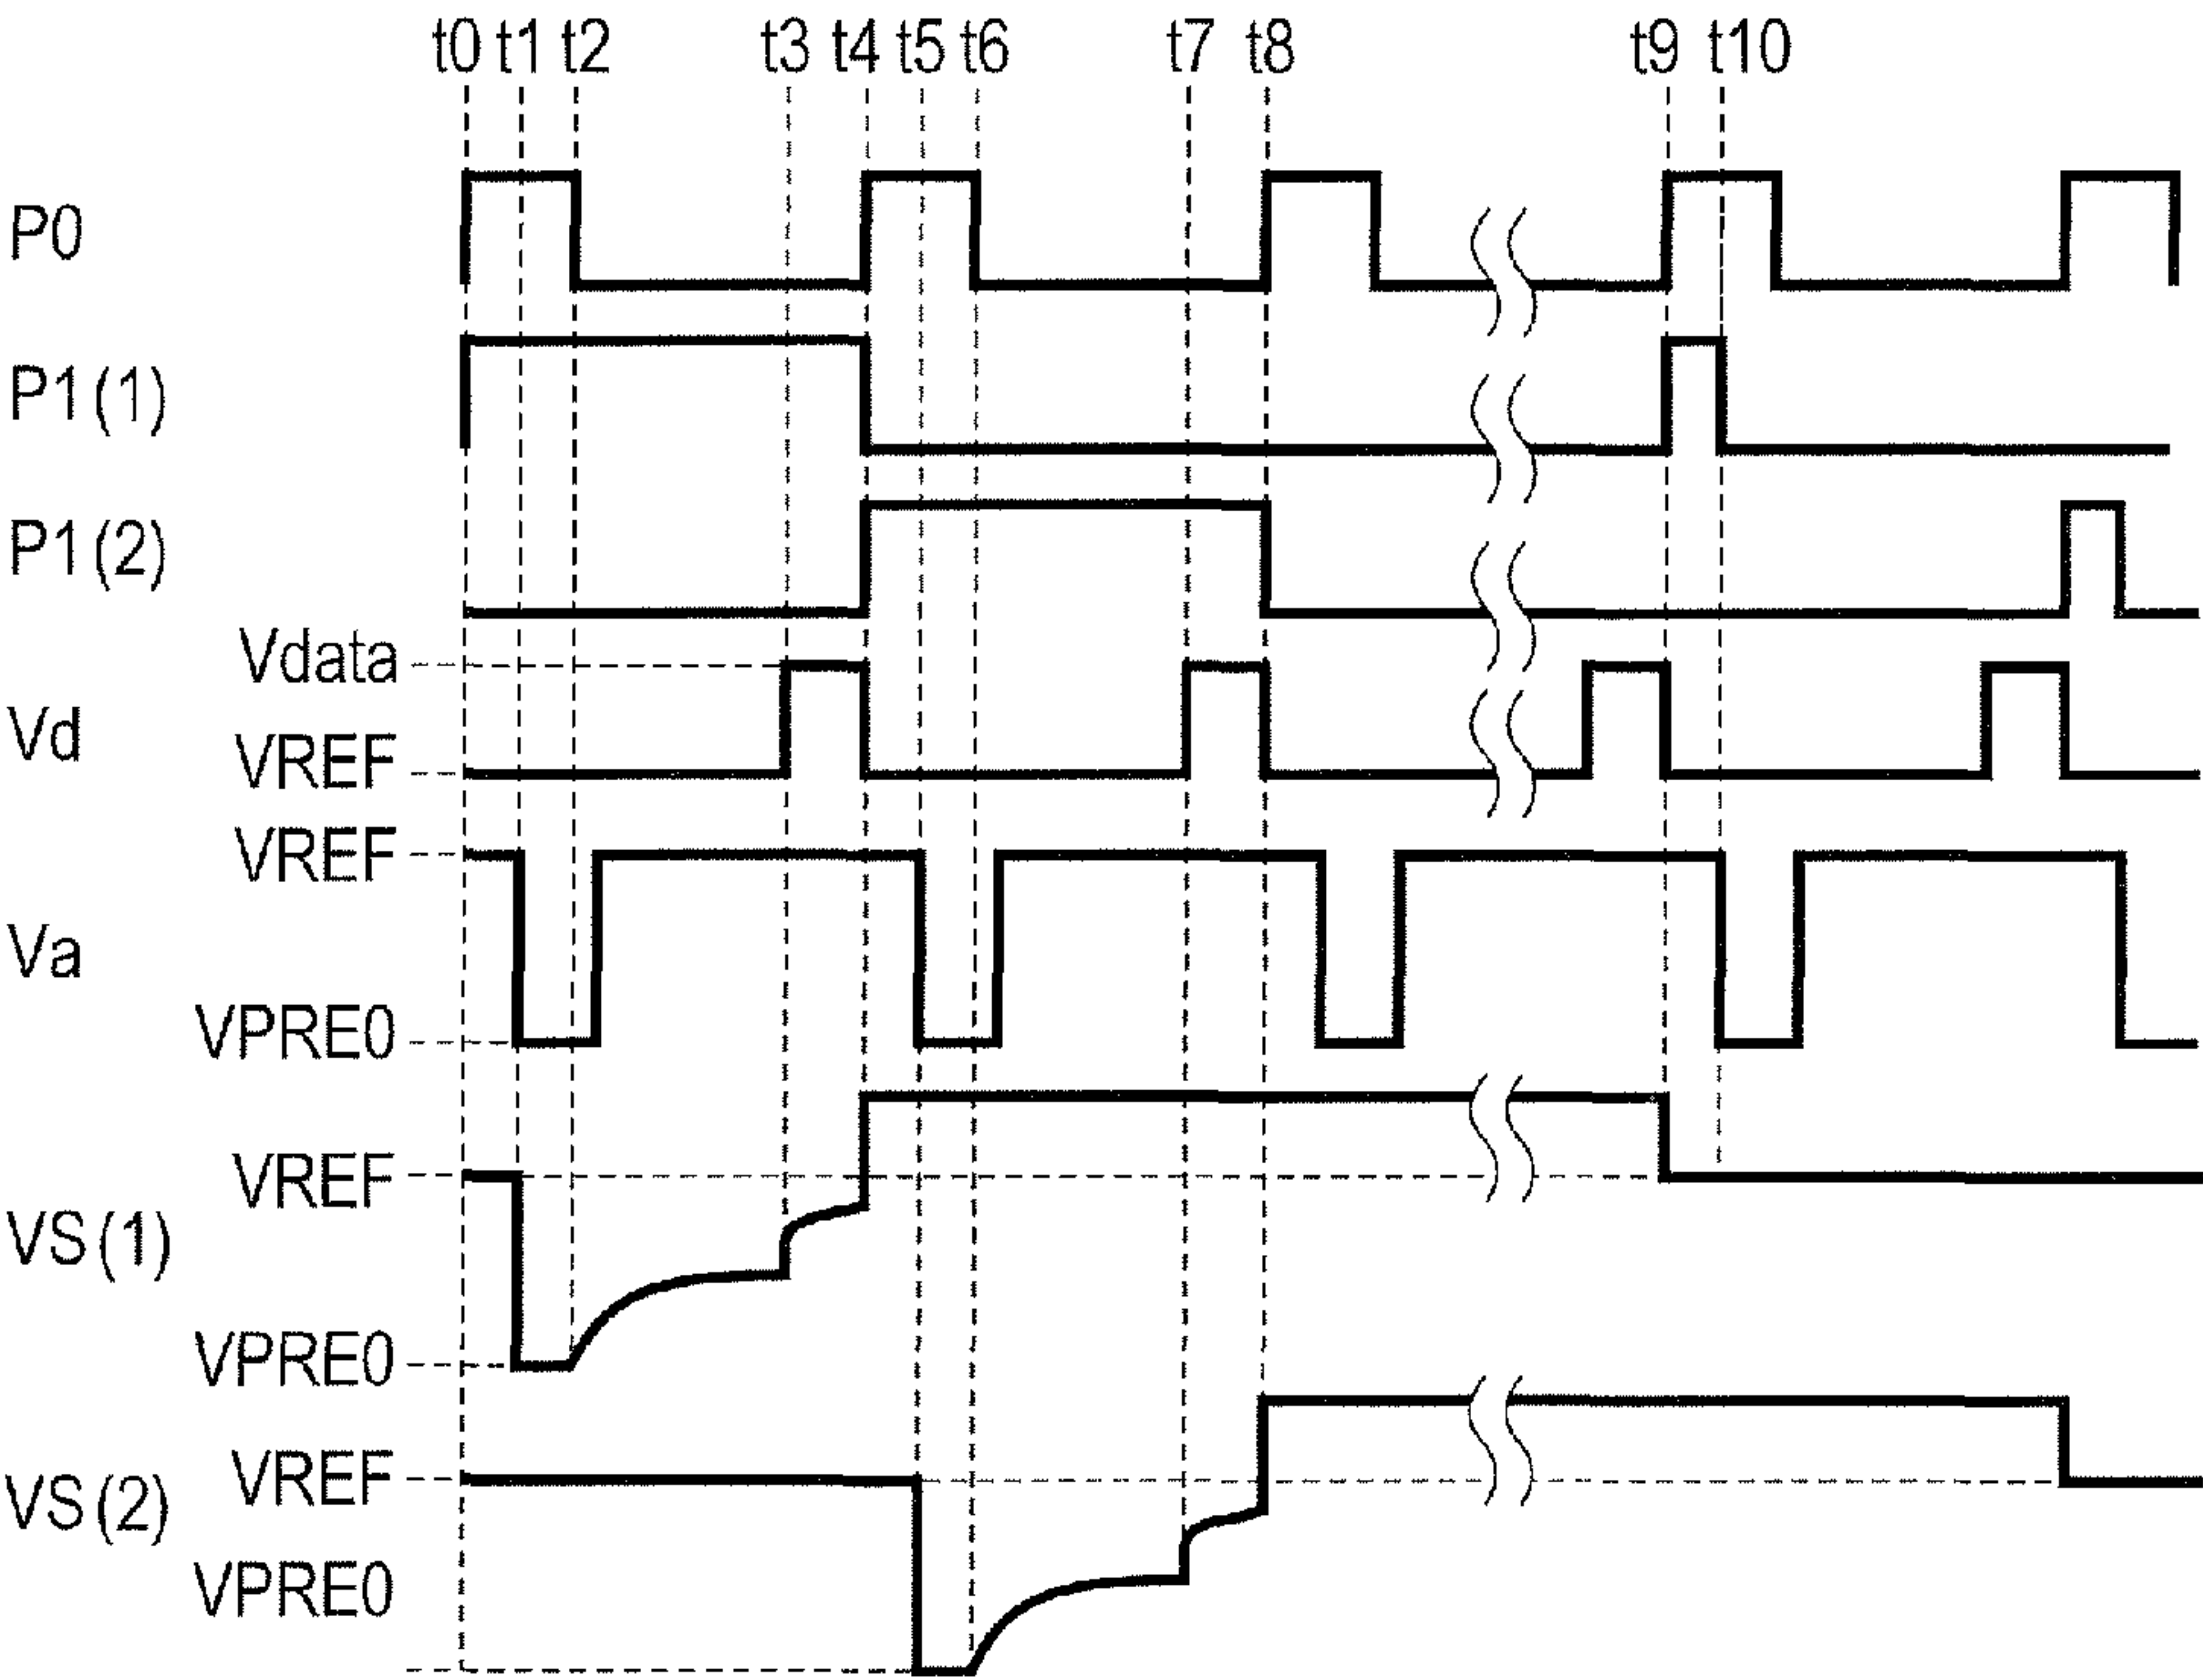 t0 t1 t2 t3 t4 t5 t6 t7 t8 t9 t10
P0
P1(1)
P1(2)
Vdata
Vd
VREF
VREF
Va
VPRE0
VREF
VS(1)
VPRE0
VREF
VS(2)
VPRE0